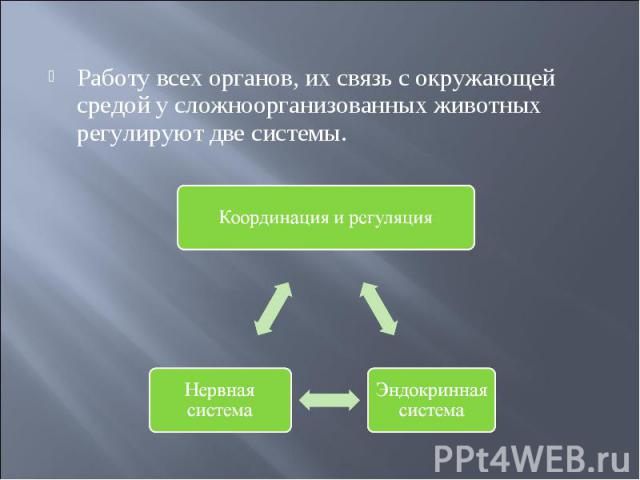 Работу всех органов, их связь с окружающей
средой у сложноорганизованных животных
регулируют две системы.
Координация и регуляция
Нервная
система
Эндокринная
система
PPt4WEB.ru